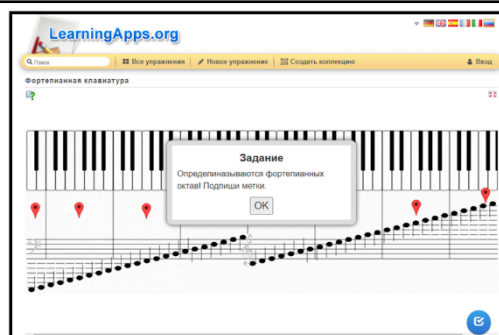 LearningApps.org
Поиск
Все упражнения
Новое упражнение
Создать коллекцию
Вход
Фортепианная клавиатура
Задание
Определиназываются фортепианных
октав! Подпиши метки.
OK